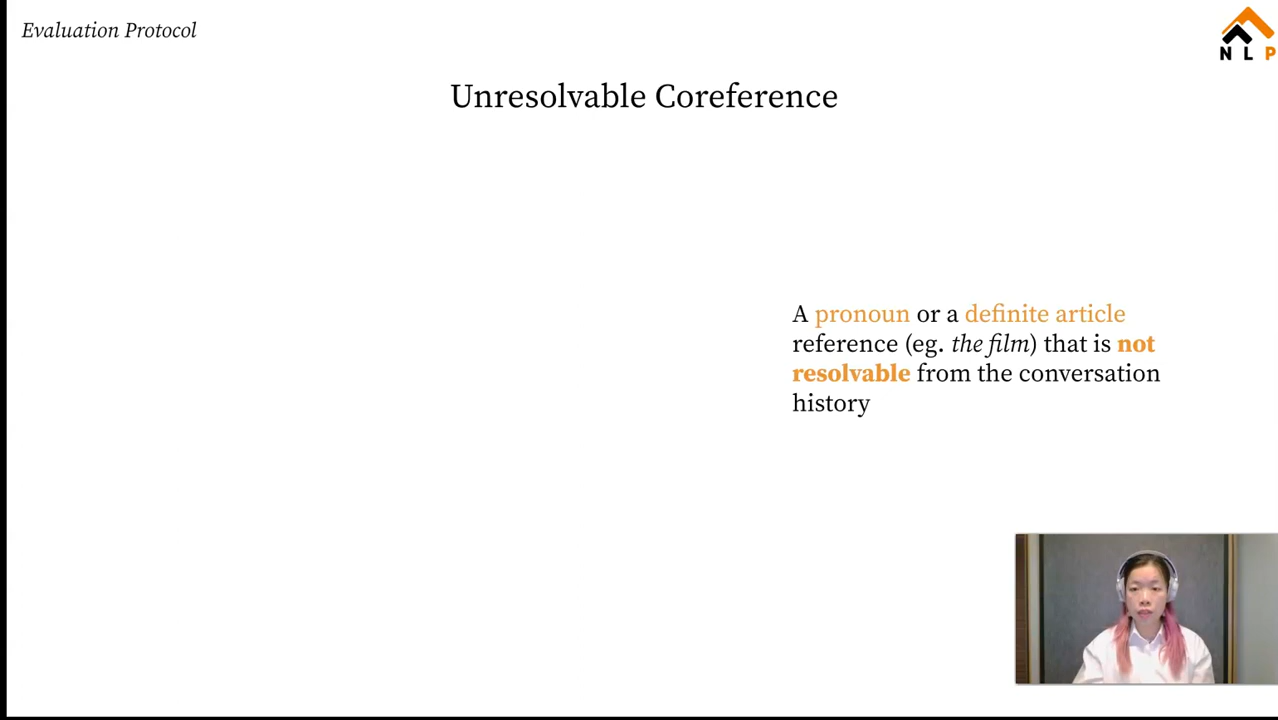 Evaluation Protocol
N L P
Unresolvable Coreference
A pronoun or a definite article
reference (eg. the film) that is not
resolvable from the conversation
history